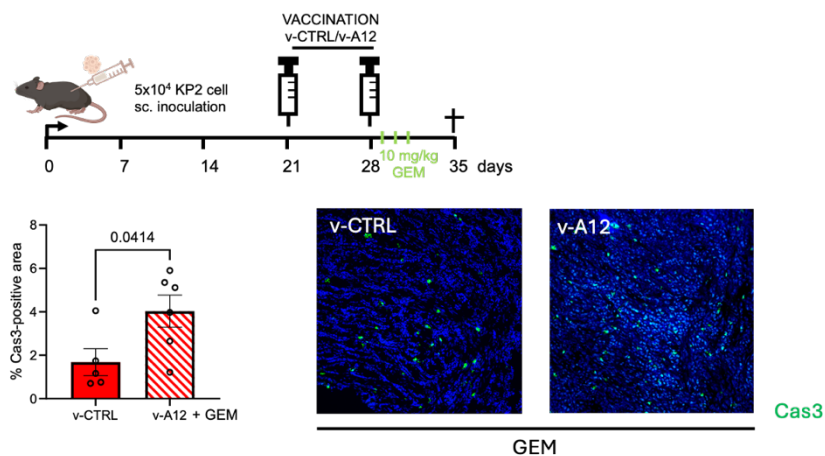 VACCINATION
v-CTRL/v-A12
5x10⁴ KP2 cell
sc. inoculation
10 mg/kg
GEM
0 7 14 21 28 35 days
% Cas3-positive area
8
6
4
2
0
0.0414
v-CTRL v-A12 + GEM
v-CTRL
v-A12
Cas3
GEM